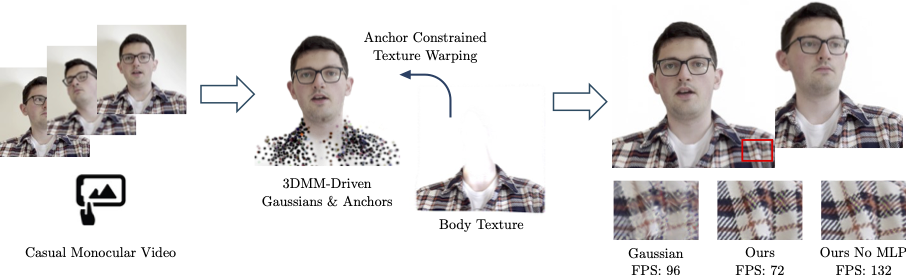 Anchor Constrained
Texture Warping
3DMM-Driven
Gaussians & Anchors
Body Texture
Casual Monocular Video
Gaussian
FPS: 96
Ours
FPS: 72
Ours No MLP
FPS: 132